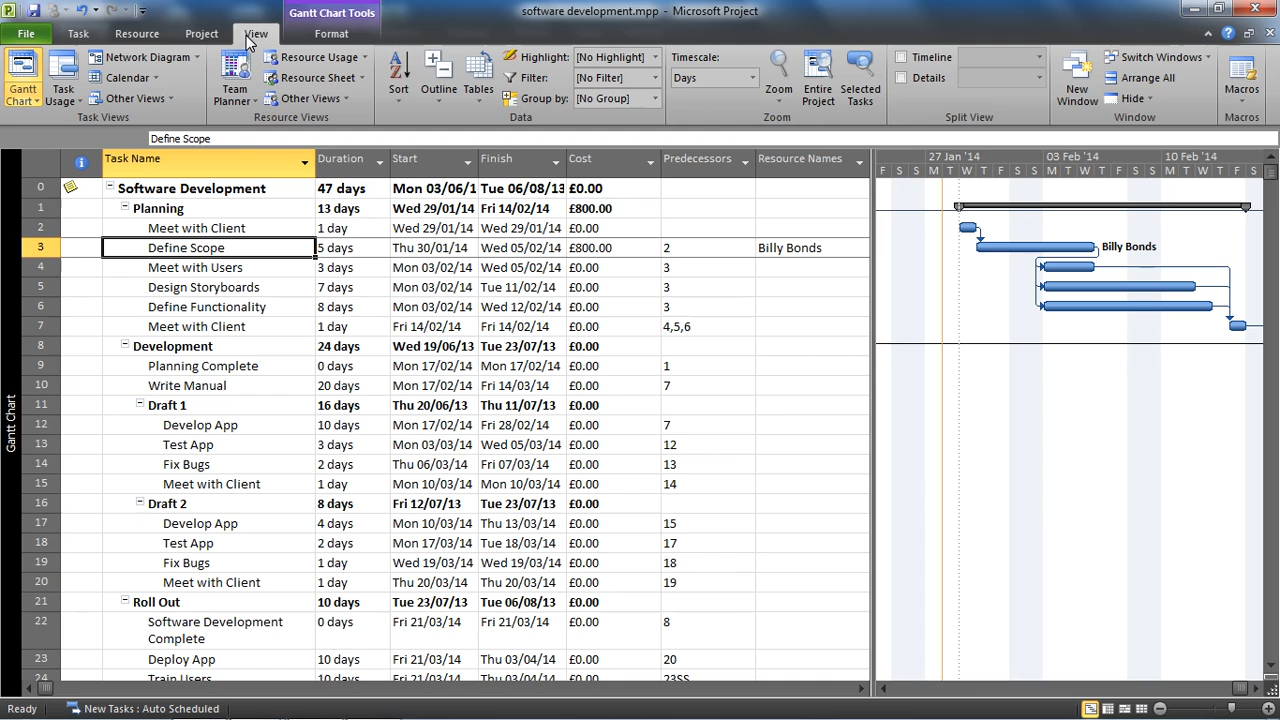 software development.mpp - Microsoft Project
Gantt Chart Tools
File Task Resource Project View Format
Gantt Chart
Task Usage
Network Diagram
Calendar
Other Views
Task Views
Team Planner
Resource Usage
Resource Sheet
Other Views
Resource Views
Sort
Outline
Tables
Highlight: [No Highlight]
Filter: [No Filter]
Group by: [No Group]
Data
Timescale:
Days
Zoom
Entire Project
Selected Tasks
Zoom
Timeline
Details
Split View
New Window
Switch Windows
Arrange All
Hide
Window
Macros
Macros
Define Scope
Task Name Duration Start Finish Cost Predecessors Resource Names
27 Jan '14 03 Feb '14 10 Feb '14
F S S M T W T F S S M T W T F S S M T W T F S
0 Software Development 47 days Mon 03/06/1 Tue 06/08/13 £0.00
1 Planning 13 days Wed 29/01/14 Fri 14/02/14 £800.00
2 Meet with Client 1 day Wed 29/01/14 Wed 29/01/14 £0.00
3 Define Scope 5 days Thu 30/01/14 Wed 05/02/14 £800.00 2 Billy Bonds
Billy Bonds
4 Meet with Users 3 days Mon 03/02/14 Wed 05/02/14 £0.00 3
5 Design Storyboards 7 days Mon 03/02/14 Tue 11/02/14 £0.00 3
6 Define Functionality 8 days Mon 03/02/14 Wed 12/02/14 £0.00 3
7 Meet with Client 1 day Fri 14/02/14 Fri 14/02/14 £0.00 4,5,6
8 Development 24 days Wed 19/06/13 Tue 23/07/13 £0.00
9 Planning Complete 0 days Mon 17/02/14 Mon 17/02/14 £0.00 1
10 Write Manual 20 days Mon 17/02/14 Fri 14/03/14 £0.00 7
11 Draft 1 16 days Thu 20/06/13 Thu 11/07/13 £0.00
12 Develop App 10 days Mon 17/02/14 Fri 28/02/14 £0.00 7
13 Test App 3 days Mon 03/03/14 Wed 05/03/14 £0.00 12
14 Fix Bugs 2 days Thu 06/03/14 Fri 07/03/14 £0.00 13
15 Meet with Client 1 day Mon 10/03/14 Mon 10/03/14 £0.00 14
16 Draft 2 8 days Fri 12/07/13 Tue 23/07/13 £0.00
17 Develop App 4 days Mon 10/03/14 Thu 13/03/14 £0.00 15
18 Test App 2 days Mon 17/03/14 Tue 18/03/14 £0.00 17
19 Fix Bugs 1 day Wed 19/03/14 Wed 19/03/14 £0.00 18
20 Meet with Client 1 day Thu 20/03/14 Thu 20/03/14 £0.00 19
21 Roll Out 10 days Tue 23/07/13 Tue 06/08/13 £0.00
22 Software Development 0 days Fri 21/03/14 Fri 21/03/14 £0.00 8
Complete
23 Deploy App 10 days Fri 21/03/14 Thu 03/04/14 £0.00 20
24 Train Users 10 days Fri 21/03/14 Thu 03/04/14 £0.00 23SS
Gantt Chart
Ready New Tasks : Auto Scheduled